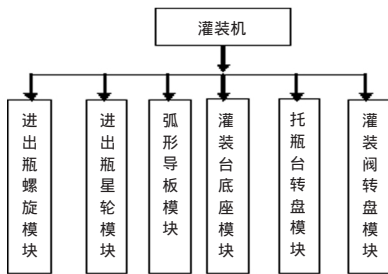 灌装机
进出瓶螺旋模块
进出瓶星轮模块
弧形导板模块
灌装台底座模块
托瓶台转盘模块
灌装阀转盘模块